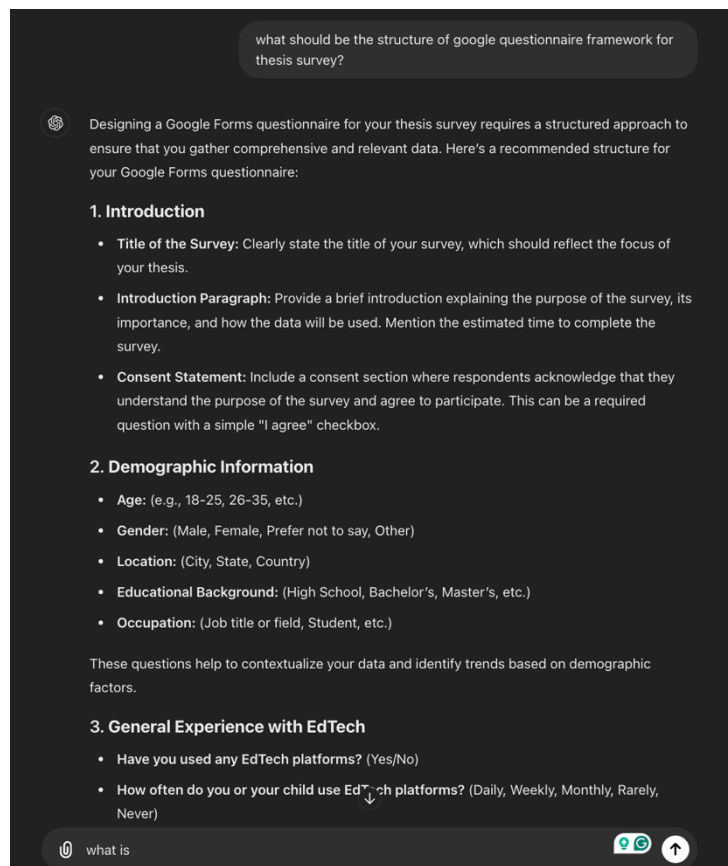 what should be the structure of google questionnaire framework for
thesis survey?
Designing a Google Forms questionnaire for your thesis survey requires a structured approach to
ensure that you gather comprehensive and relevant data. Here's a recommended structure for
your Google Forms questionnaire:
1. Introduction
• Title of the Survey: Clearly state the title of your survey, which should reflect the focus of
your thesis.
• Introduction Paragraph: Provide a brief introduction explaining the purpose of the survey, its
importance, and how the data will be used. Mention the estimated time to complete the
survey.
• Consent Statement: Include a consent section where respondents acknowledge that they
understand the purpose of the survey and agree to participate. This can be a required
question with a simple "I agree" checkbox.
2. Demographic Information
• Age: (e.g., 18-25, 26-35, etc.)
• Gender: (Male, Female, Prefer not to say, Other)
• Location: (City, State, Country)
• Educational Background: (High School, Bachelor's, Master's, etc.)
• Occupation: (Job title or field, Student, etc.)
These questions help to contextualize your data and identify trends based on demographic
factors.
3. General Experience with EdTech
• Have you used any EdTech platforms? (Yes/No)
• How often do you or your child use EdTech platforms? (Daily, Weekly, Monthly, Rarely,
Never)
what is